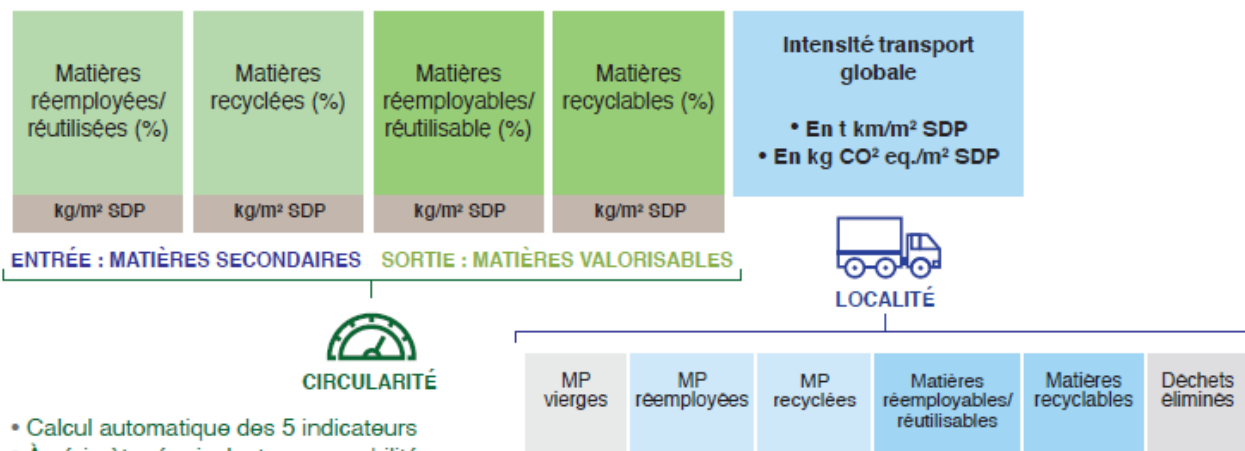 Matières
réemployées/
réutilisées (%)
kg/m² SDP
Matières
recyclées (%)
kg/m² SDP
Matières
réemployables/
réutilisable (%)
kg/m² SDP
Matières
recyclables (%)
kg/m² SDP
Intensité transport
globale
• En t km/m² SDP
• En kg CO² eq./m² SDP
ENTRÉE : MATIÈRES SECONDAIRES
SORTIE : MATIÈRES VALORISABLES
LOCALITÉ
CIRCULARITÉ
MP
vierges
MP
réemployées
MP
recyclées
Matières
réemployables/
réutilisables
Matières
recyclables
Déchets
éliminés
• Calcul automatique des 5 indicateurs